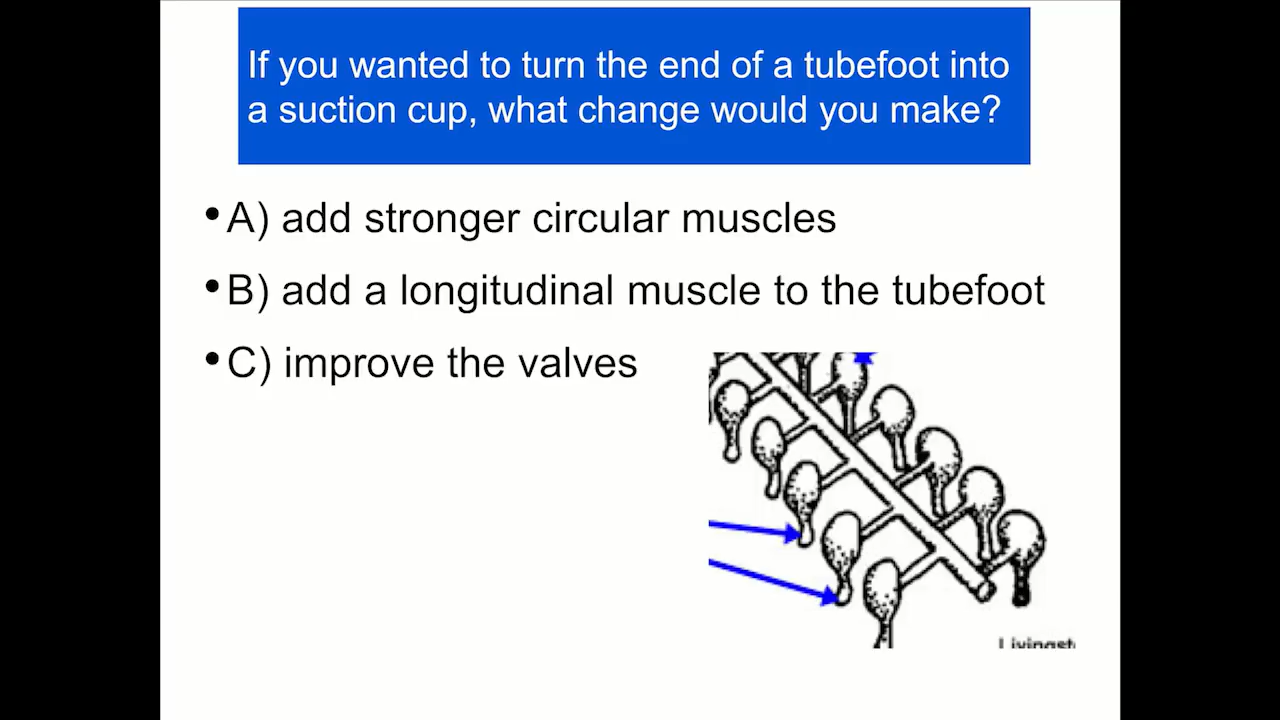 If you wanted to turn the end of a tubefoot into
a suction cup, what change would you make?
• A) add stronger circular muscles
• B) add a longitudinal muscle to the tubefoot
• C) improve the valves